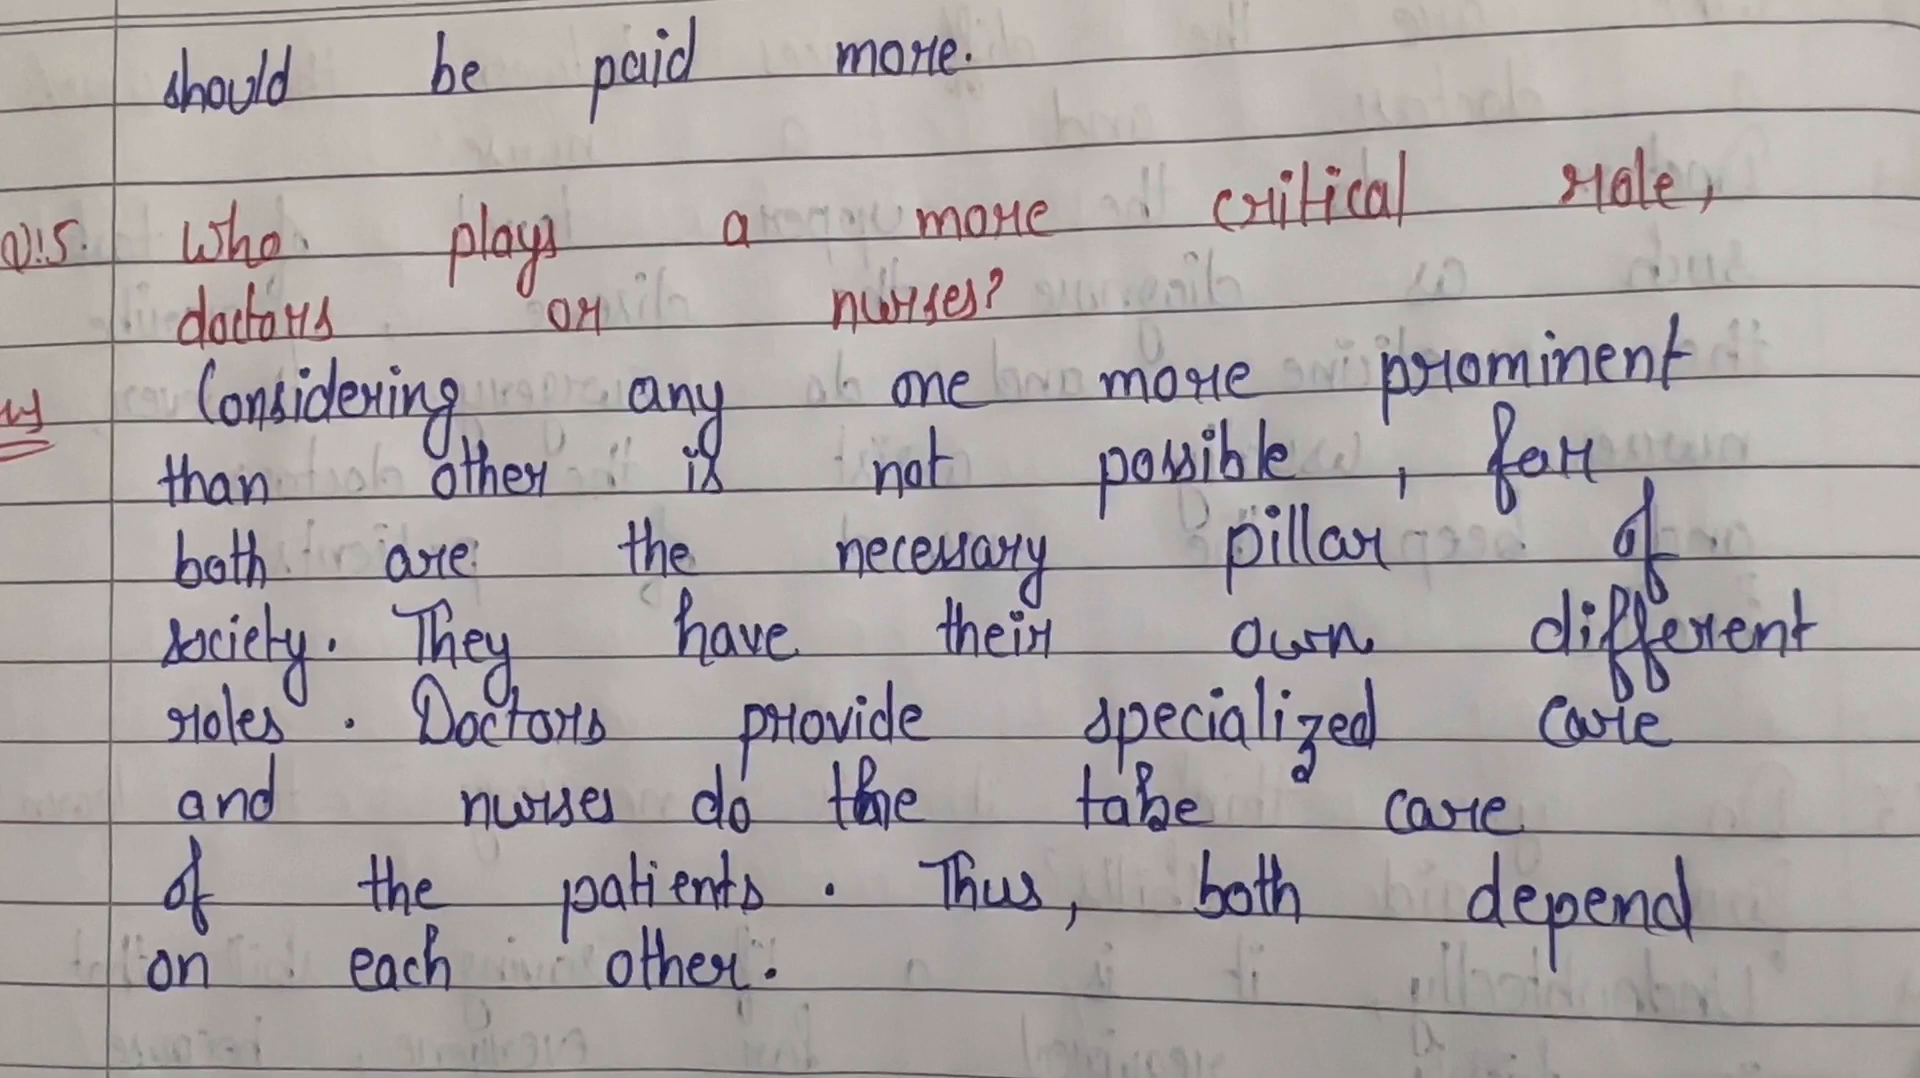 should be paid more.
Q.5. Who plays a more critical role,
doctors or nurses?
Considering any one more prominent
than other is not possible, for
both are the necessary pillar of
society. They have their own different
roles. Doctors provide specialized care
and nurses do the take care
of the patients. Thus, both depend
on each other.